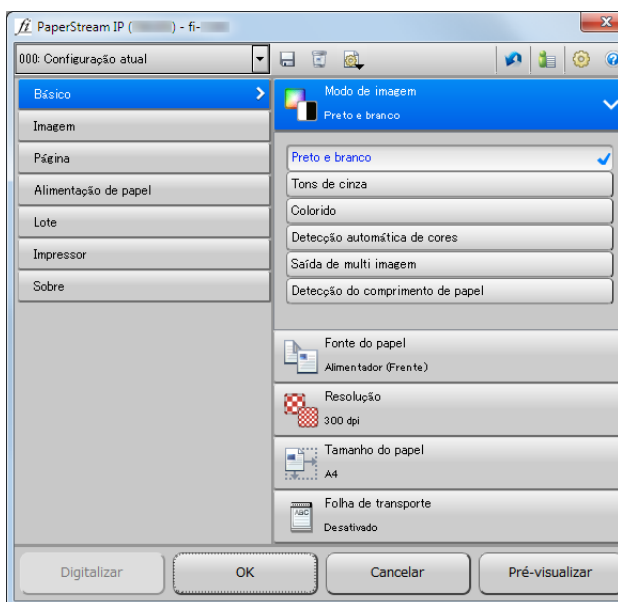 PaperStream IP (      ) - fi-
000: Configuração atual
Básico
Imagem
Página
Alimentação de papel
Lote
Impressor
Sobre
Modo de imagem
Preto e branco
Preto e branco
Tons de cinza
Colorido
Detecção automática de cores
Saída de multi imagem
Detecção do comprimento de papel
Fonte do papel
Alimentador (Frente)
Resolução
300 dpi
Tamanho do papel
A4
Folha de transporte
Desativado
Digitalizar
OK
Cancelar
Pré-visualizar